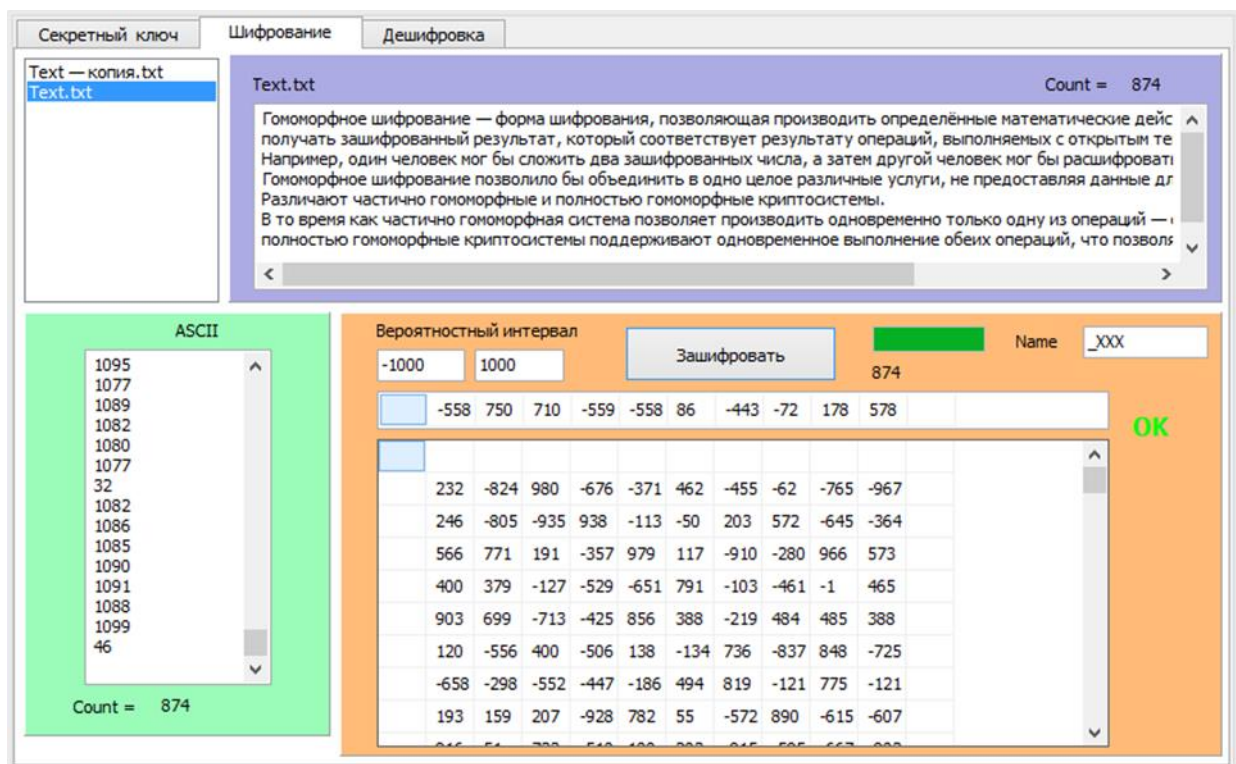 Секретный ключ Шифрование Дешифровка
Text — копия.txt
Text.txt
Text.txt Count = 874
Гомоморфное шифрование — форма шифрования, позволяющая производить определённые математические дейс
получать зашифрованный результат, который соответствует результату операций, выполняемых с открытым те
Например, один человек мог бы сложить два зашифрованных числа, а затем другой человек мог бы расшифровать
Гомоморфное шифрование позволило бы объединить в одно целое различные услуги, не предоставляя данные дл
Различают частично гомоморфные и полностью гомоморфные криптосистемы.
В то время как частично гомоморфная система позволяет производить одновременно только одну из операций —
полностью гомоморфные криптосистемы поддерживают одновременное выполнение обеих операций, что позволя
ASCII
1095
1077
1089
1082
1080
1077
32
1082
1086
1085
1090
1091
1088
1099
46
Count = 874
Вероятностный интервал
-1000 1000
Зашифровать
874
Name _XXX
-558 750 710 -559 -558 86 -443 -72 178 578
OK
232 -824 980 -676 -371 462 -455 -62 -765 -967
246 -805 -935 938 -113 -50 203 572 -645 -364
566 771 191 -357 979 117 -910 -280 966 573
400 379 -127 -529 -651 791 -103 -461 -1 465
903 699 -713 -425 856 388 -219 484 485 388
120 -556 400 -506 138 -134 736 -837 848 -725
-658 -298 -552 -447 -186 494 819 -121 775 -121
193 159 207 -928 782 55 -572 890 -615 -607